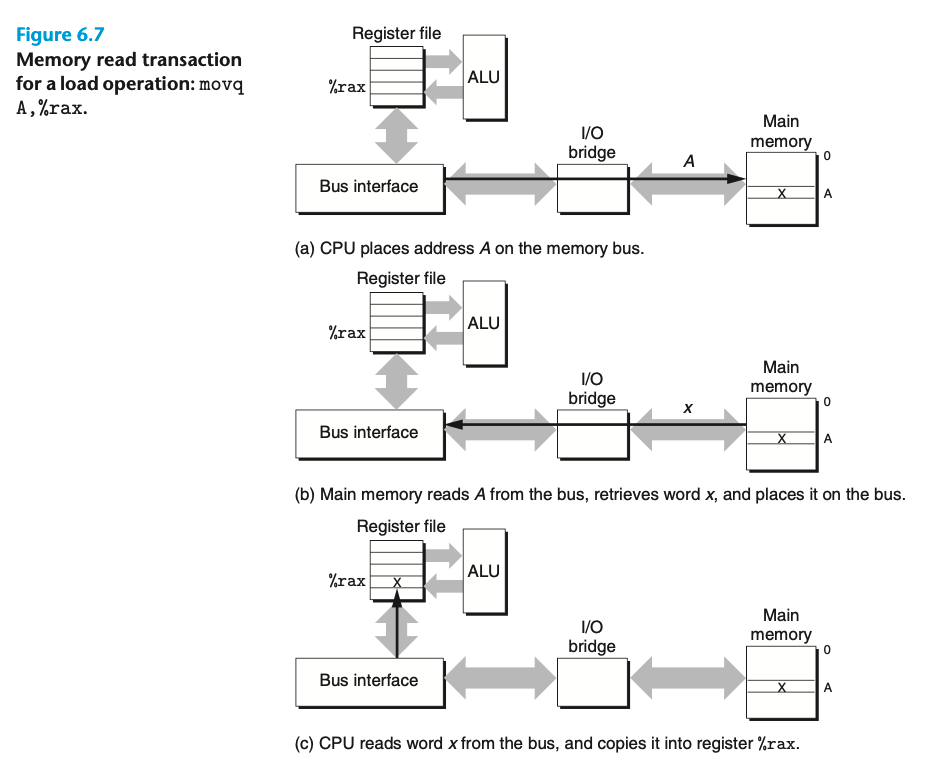 Figure 6.7
Memory read transaction
for a load operation: movq
A,%rax.
Register file
%rax
ALU
Bus interface
I/O
bridge
A
Main
memory
0
x
A
(a) CPU places address A on the memory bus.
Register file
%rax
ALU
Bus interface
I/O
bridge
x
Main
memory
0
x
A
(b) Main memory reads A from the bus, retrieves word x, and places it on the bus.
Register file
%rax
x
ALU
Bus interface
I/O
bridge
Main
memory
0
x
A
(c) CPU reads word x from the bus, and copies it into register %rax.